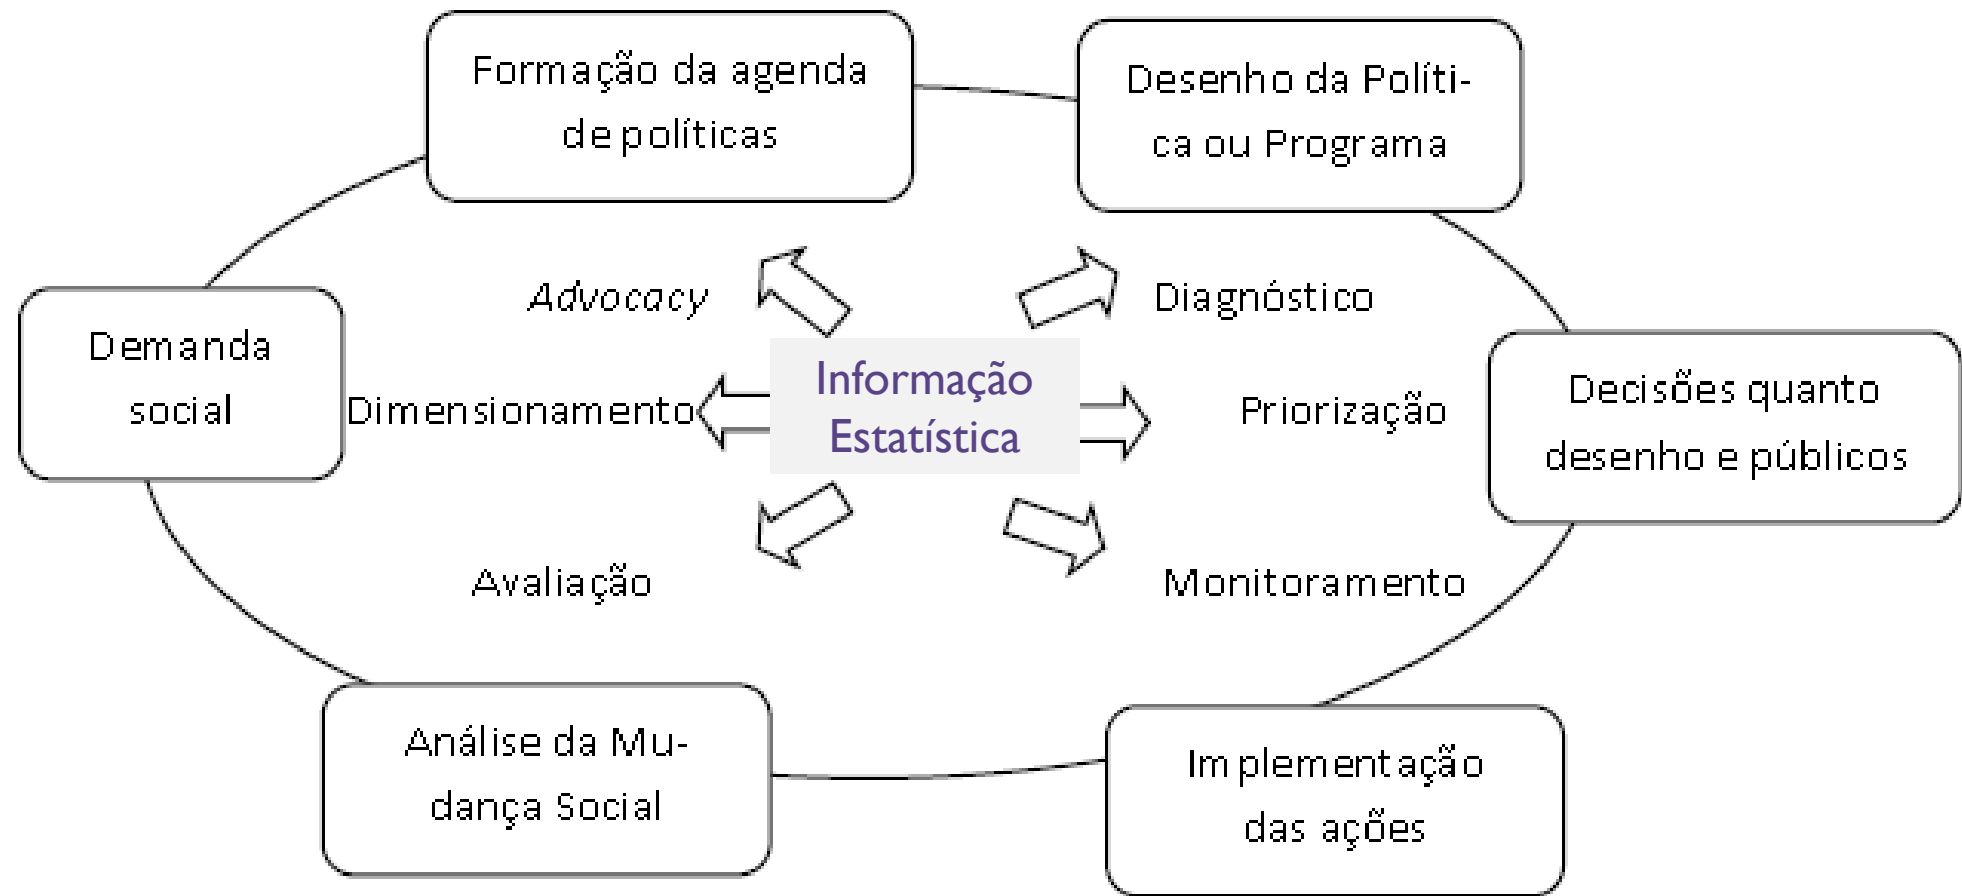 Formação da agenda
de políticas
Desenho da Políti-
ca ou Programa
Advocacy
Diagnóstico
Demanda
social
Dimensionamento
Informação
Estatística
Priorização
Decisões quanto
desenho e públicos
Avaliação
Monitoramento
Análise da Mu-
dança Social
Implementação
das ações